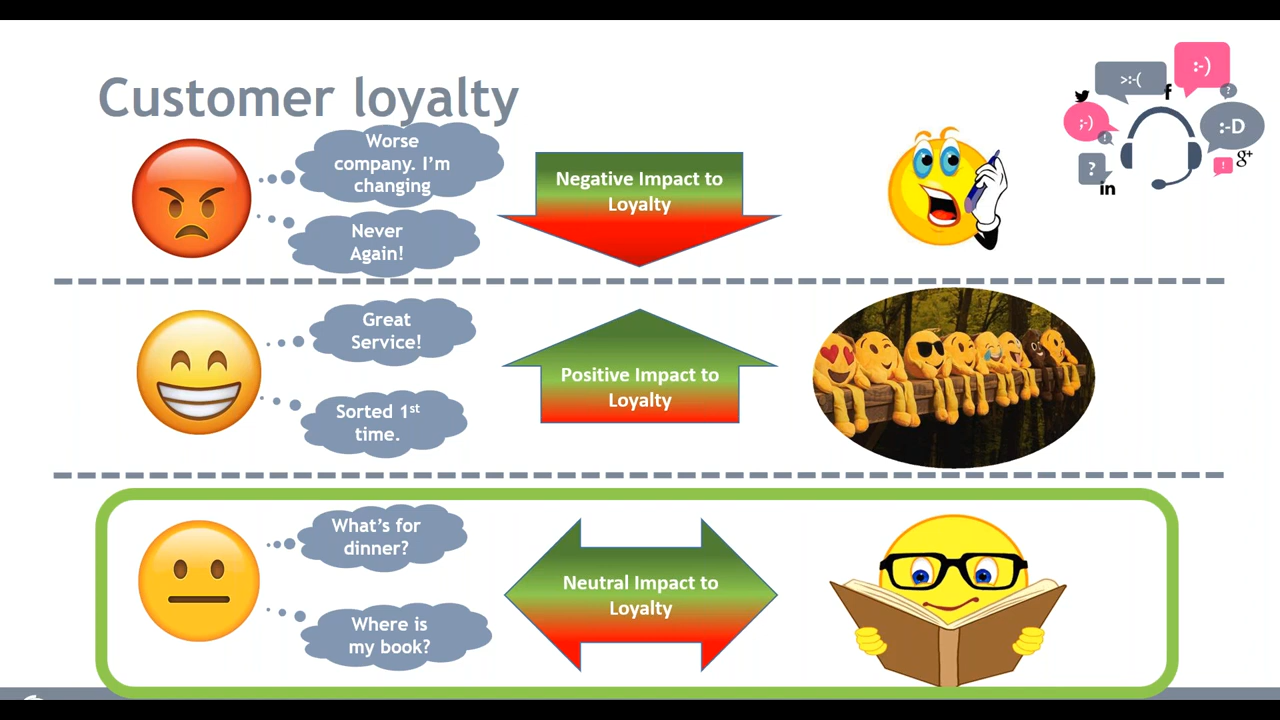 Customer loyalty
>:-(
:-)
f
?
;-)
!
:-D
?
!
g+
in
Worse
company. I'm
changing
Never
Again!
Negative Impact to
Loyalty
Great
Service!
Sorted 1st
time.
Positive Impact to
Loyalty
What's for
dinner?
Where is
my book?
Neutral Impact to
Loyalty